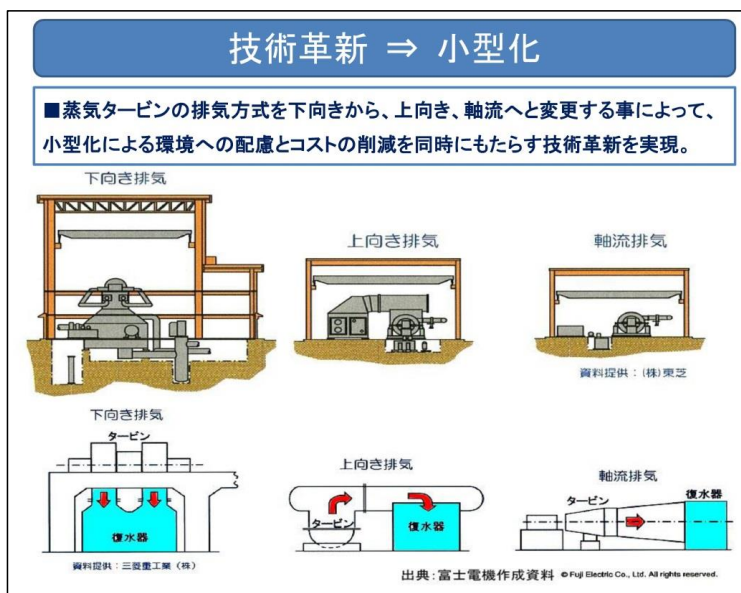 技術革新 ⇒ 小型化
■蒸気タービンの排気方式を下向きから、上向き、軸流へと変更する事によって、
小型化による環境への配慮とコストの削減を同時にもたらす技術革新を実現。
下向き排気
上向き排気
軸流排気
資料提供：(株)東芝
下向き排気
タービン
復水器
資料提供：三菱重工業（株）
上向き排気
タービン
復水器
軸流排気
タービン
復水器
出典：富士電機作成資料 © Fuji Electric Co., Ltd. All rights reserved.